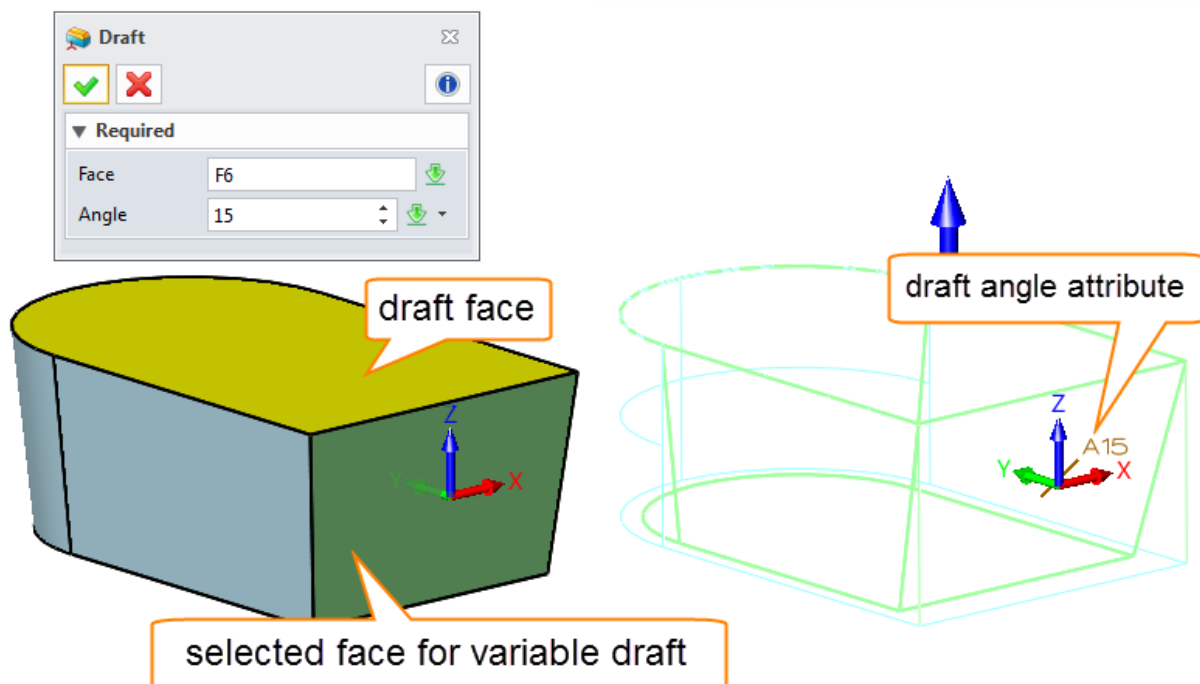 Draft
Required
Face F6
Angle 15
draft face
draft angle attribute
Z
Y
X
Z
A15
Y
X
selected face for variable draft